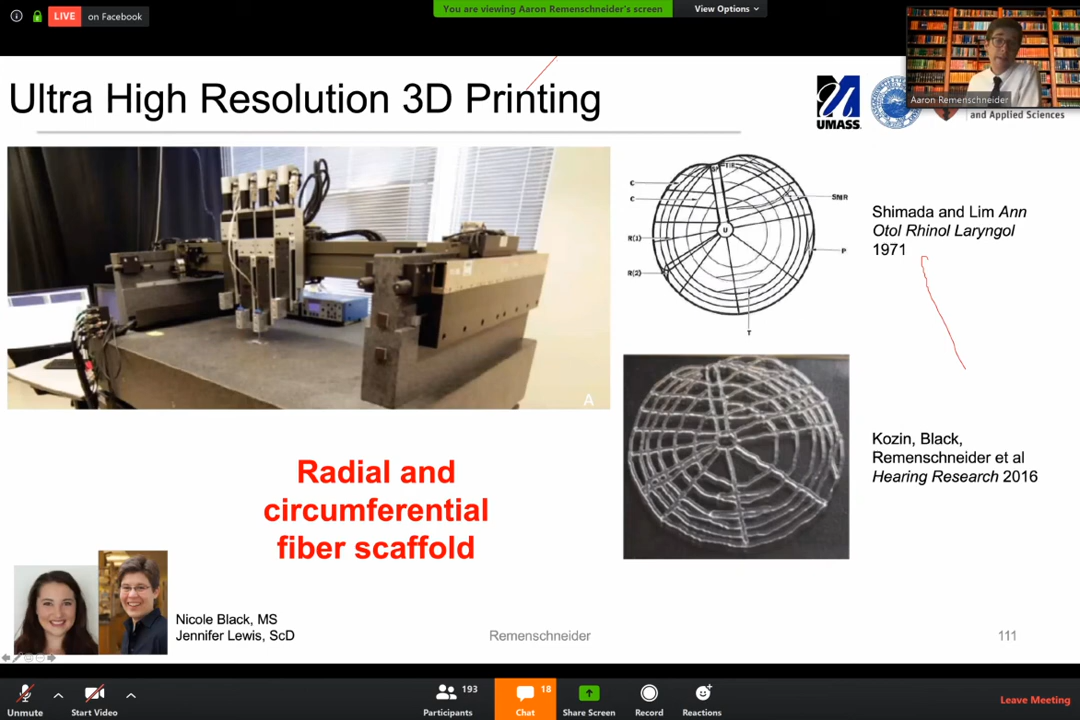 LIVE
on Facebook
You are viewing Aaron Remenschneider's screen
View Options
Aaron Remenschneider
Ultra High Resolution 3D Printing
UMASS
and Applied Sciences
C
C
R(1)
R(2)
U
SMR
P
T
Shimada and Lim Ann
Otol Rhinol Laryngol
1971
A
Kozin, Black,
Remenschneider et al
Hearing Research 2016
Radial and
circumferential
fiber scaffold
Nicole Black, MS
Jennifer Lewis, ScD
Remenschneider
111
Unmute
Start Video
193
Participants
18
Chat
Share Screen
Record
Reactions
Leave Meeting